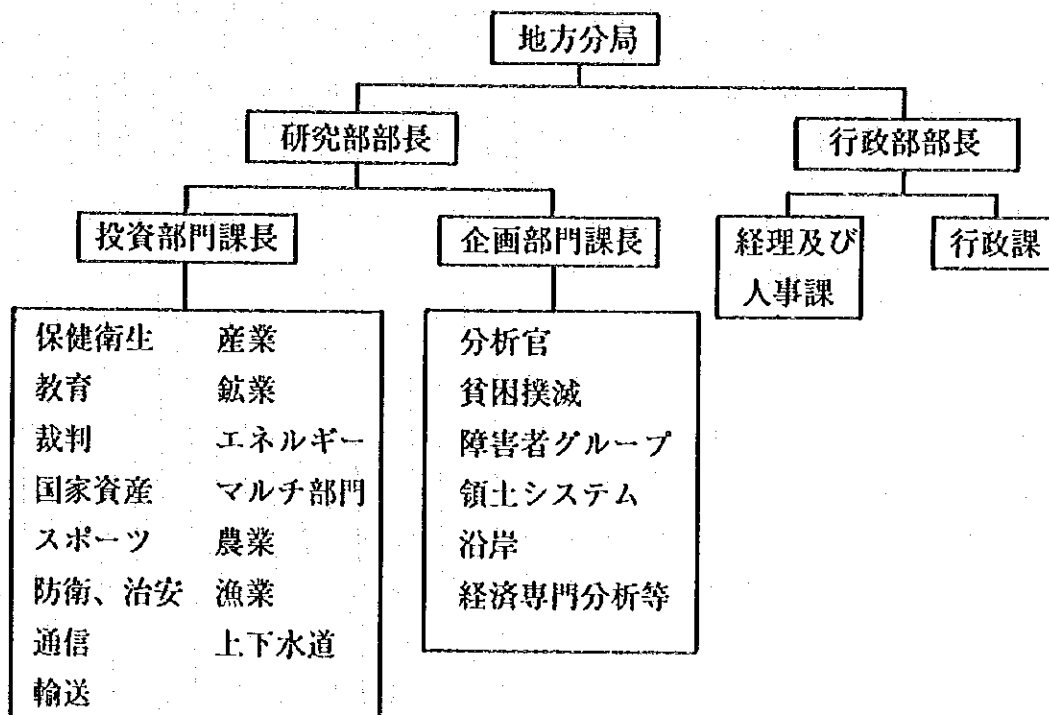 地方分局
研究部部長
行政部部長
投資部門課長
企画部門課長
経理及び
人事課
行政課
保健衛生 産業
教育 鉱業
裁判 エネルギー
国家資産 マルチ部門
スポーツ 農業
防衛、治安 漁業
通信 上下水道
輸送
分析官
貧困撲滅
障害者グループ
領土システム
沿岸
経済専門分析等